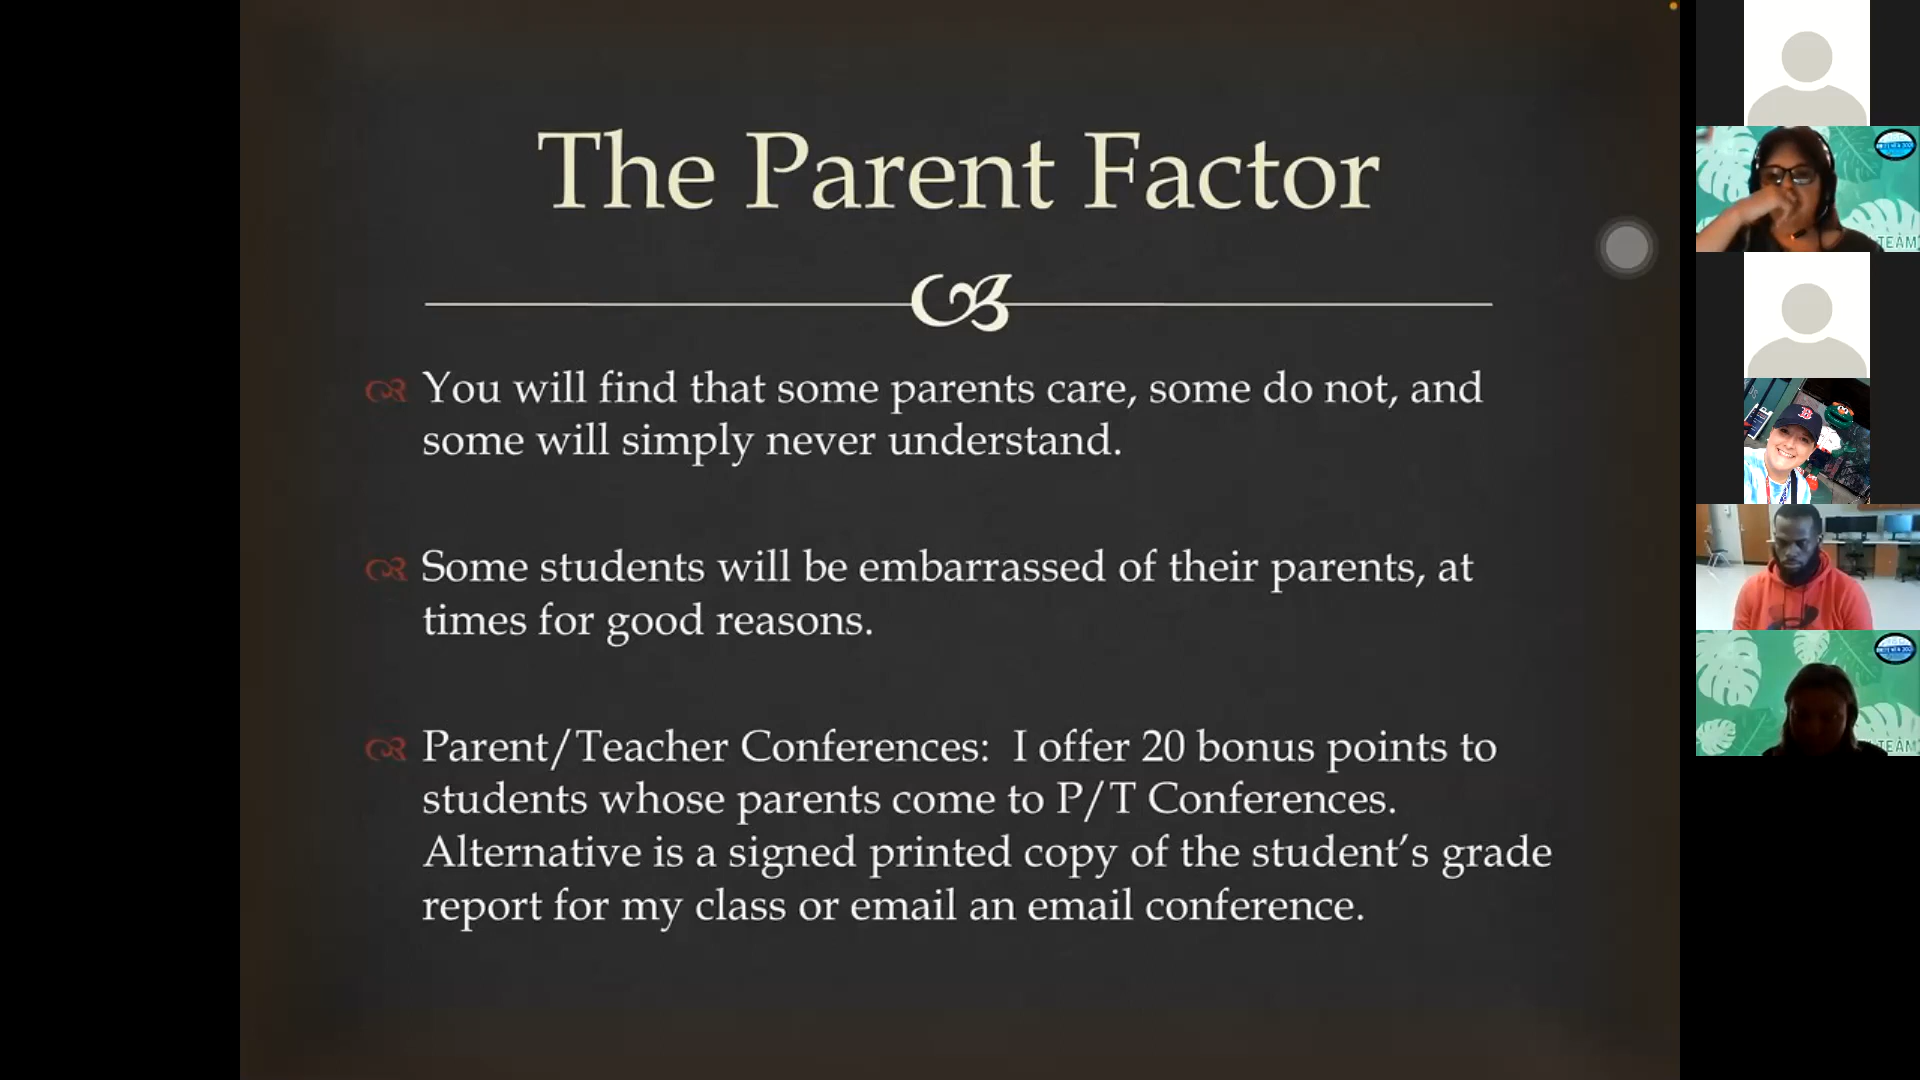 The Parent Factor
You will find that some parents care, some do not, and
some will simply never understand.
Some students will be embarrassed of their parents, at
times for good reasons.
Parent/Teacher Conferences:  I offer 20 bonus points to
students whose parents come to P/T Conferences.
Alternative is a signed printed copy of the student’s grade
report for my class or email an email conference.
TEAM
B
TEAM